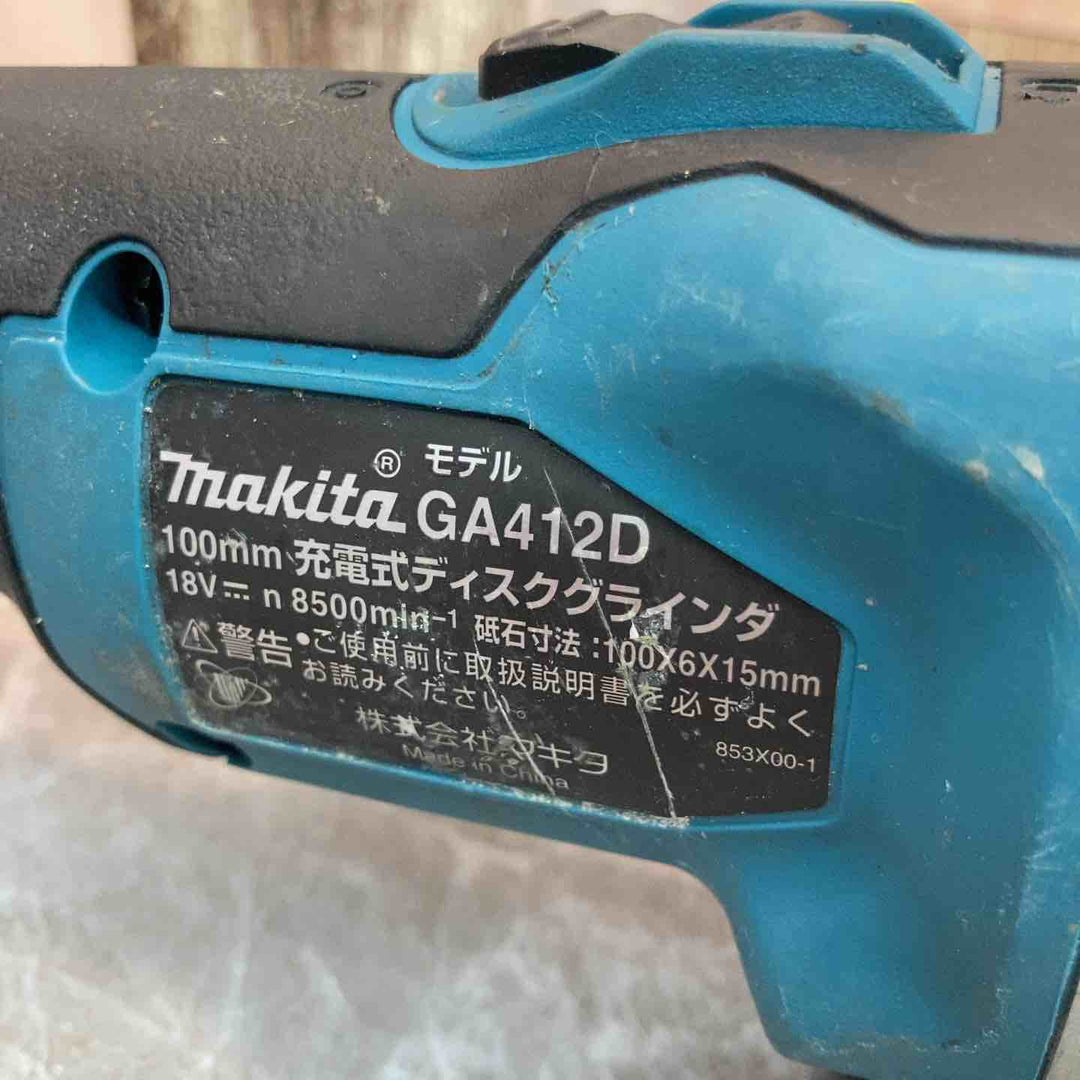 makita® モデル GA412D
100mm 充電式ディスクグラインダ
18V⎓ n 8500min-1 砥石寸法:100X6X15mm
⚠警告 •ご使用前に取扱説明書を必ずよく
お読みください。
株式会社マキタ
Made in China
853X00-1